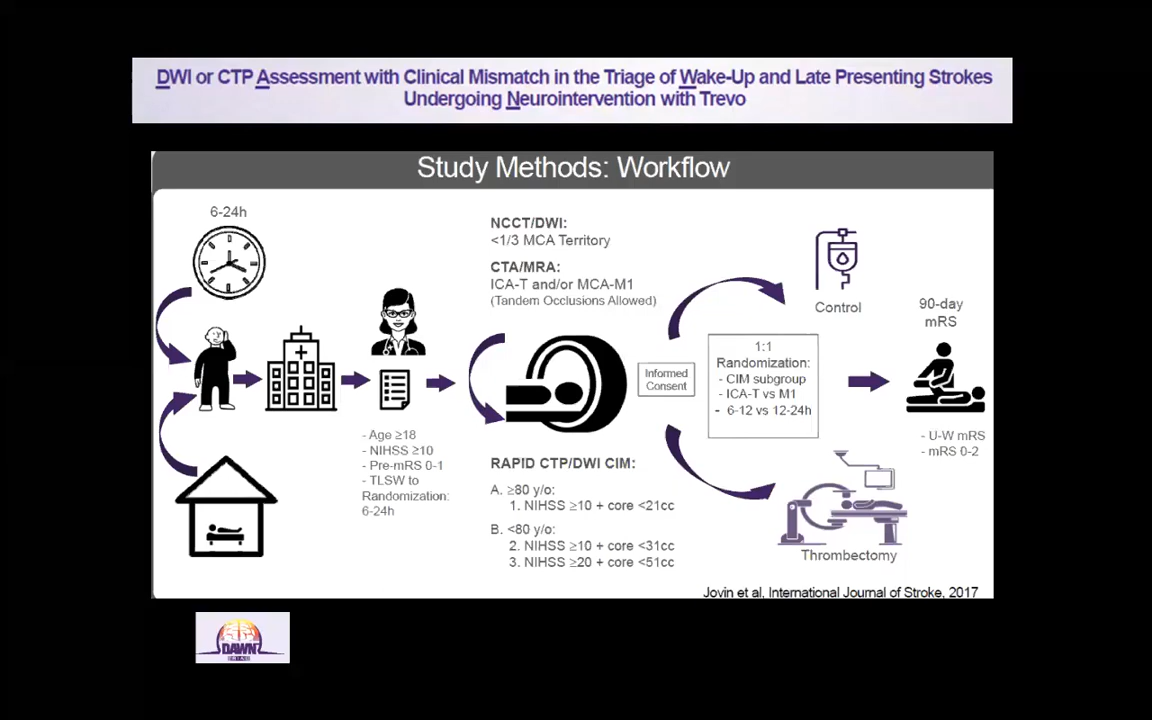 DWI or CTP Assessment with Clinical Mismatch in the Triage of Wake-Up and Late Presenting Strokes
Undergoing Neurointervention with Trevo
Study Methods: Workflow
6-24h
- Age ≥18
- NIHSS ≥10
- Pre-mRS 0-1
- TLSW to
Randomization:
6-24h
NCCT/DWI:
<1/3 MCA Territory
CTA/MRA:
ICA-T and/or MCA-M1
(Tandem Occlusions Allowed)
RAPID CTP/DWI CIM:
A. ≥80 y/o:
1. NIHSS ≥10 + core <21cc
B. <80 y/o:
2. NIHSS ≥10 + core <31cc
3. NIHSS ≥20 + core <51cc
Informed
Consent
1:1
Randomization:
- CIM subgroup
- ICA-T vs M1
- 6-12 vs 12-24h
Control
Thrombectomy
90-day
mRS
- U-W mRS
- mRS 0-2
Jovin et al, International Journal of Stroke, 2017
DAWN